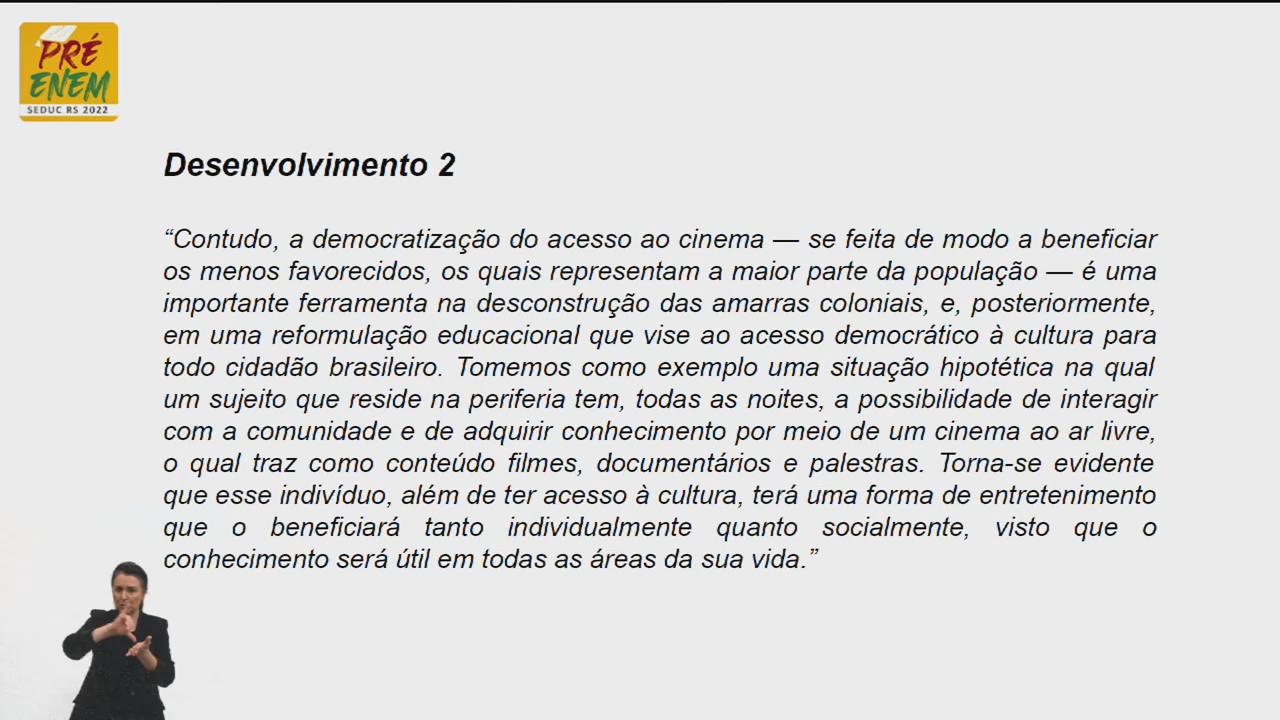 PRÉ
ENEM
SEDUC RS 2022
Desenvolvimento 2
“Contudo, a democratização do acesso ao cinema — se feita de modo a beneficiar
os menos favorecidos, os quais representam a maior parte da população — é uma
importante ferramenta na desconstrução das amarras coloniais, e, posteriormente,
em uma reformulação educacional que vise ao acesso democrático à cultura para
todo cidadão brasileiro. Tomemos como exemplo uma situação hipotética na qual
um sujeito que reside na periferia tem, todas as noites, a possibilidade de interagir
com a comunidade e de adquirir conhecimento por meio de um cinema ao ar livre,
o qual traz como conteúdo filmes, documentários e palestras. Torna-se evidente
que esse indivíduo, além de ter acesso à cultura, terá uma forma de entretenimento
que o beneficiará tanto individualmente quanto socialmente, visto que o
conhecimento será útil em todas as áreas da sua vida.”